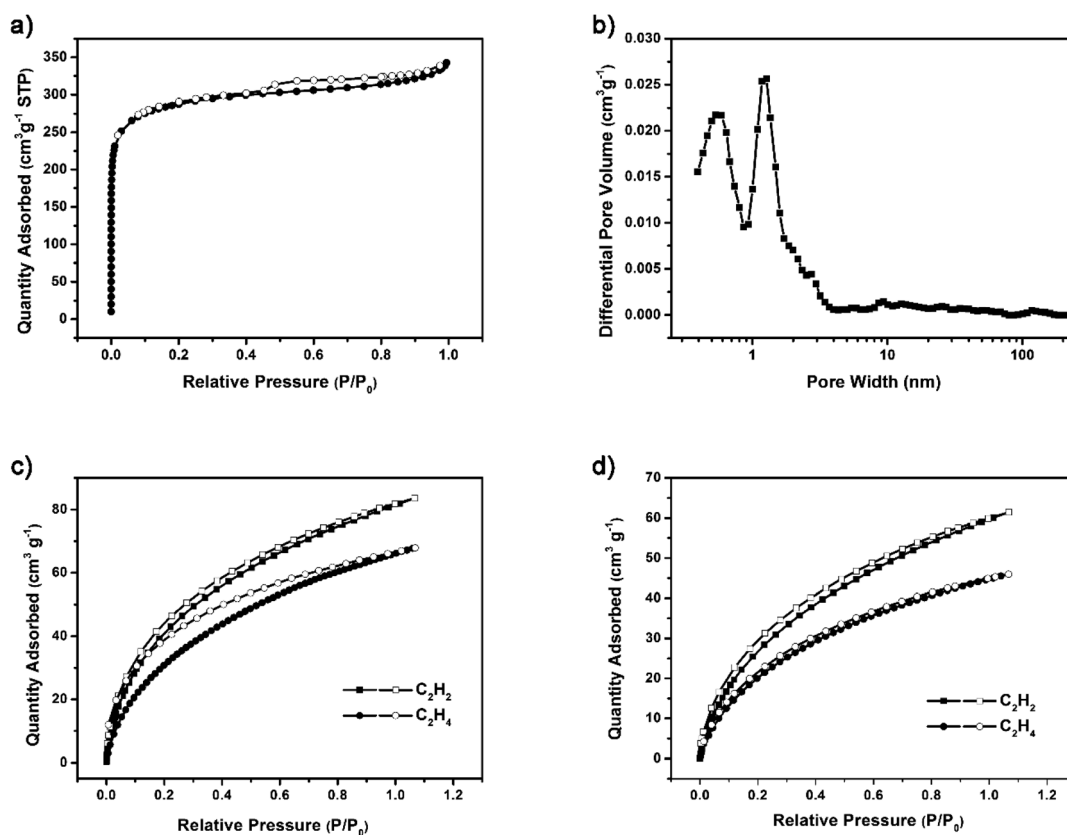 a)
350
300
250
200
150
100
50
0
Quantity Adsorbed (cm³g⁻¹ STP)
0.0 0.2 0.4 0.6 0.8 1.0
Relative Pressure (P/P₀)
b)
0.030
0.025
0.020
0.015
0.010
0.005
0.000
Differential Pore Volume (cm³g⁻¹)
1 10 100
Pore Width (nm)
c)
80
60
40
20
0
Quantity Adsorbed (cm³ g⁻¹)
C₂H₂
C₂H₄
0.0 0.2 0.4 0.6 0.8 1.0 1.2
Relative Pressure (P/P₀)
d)
70
60
50
40
30
20
10
0
Quantity Adsorbed (cm³ g⁻¹)
C₂H₂
C₂H₄
0.0 0.2 0.4 0.6 0.8 1.0 1.2
Relative Pressure (P/P₀)